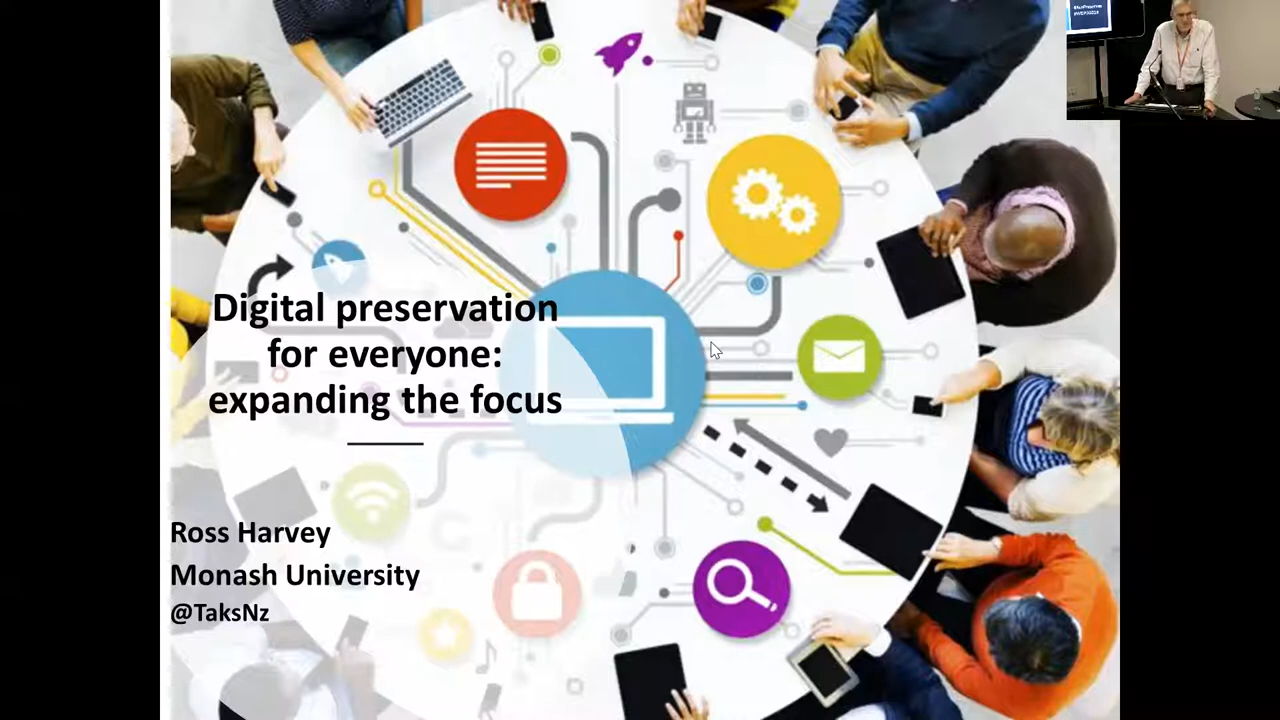 Digital preservation
for everyone:
expanding the focus
Ross Harvey
Monash University
@TaksNz